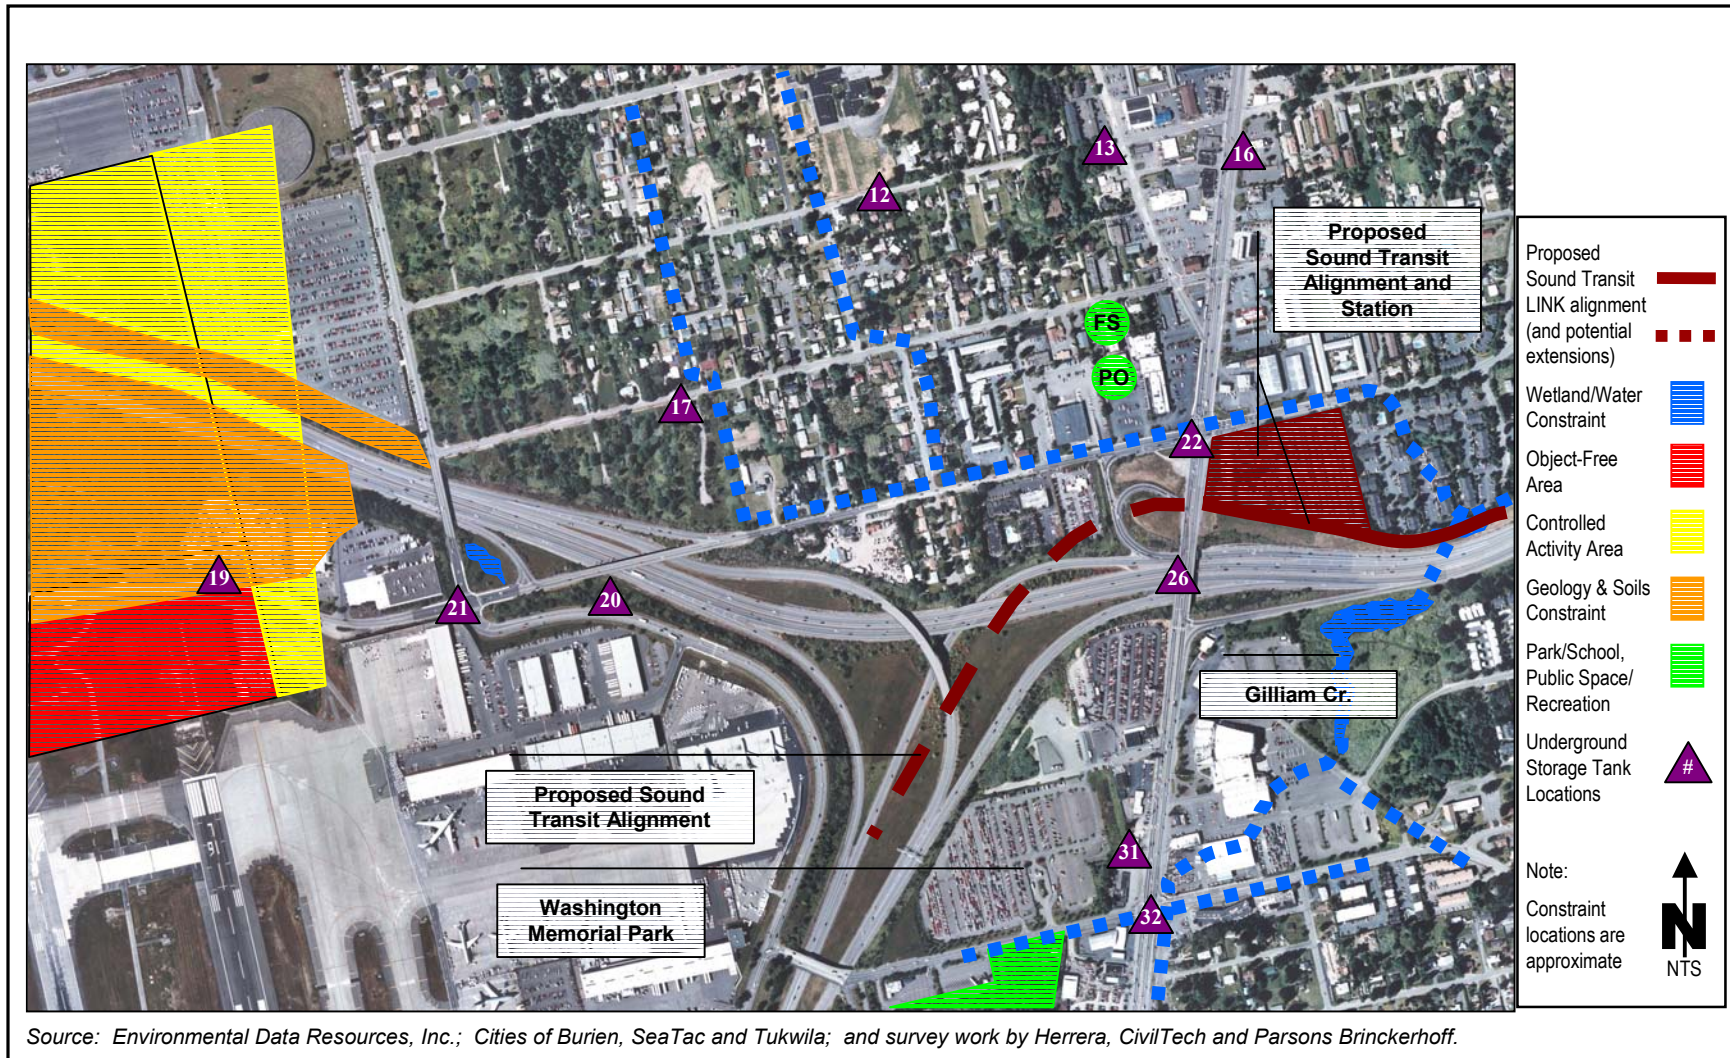 13
16
12
Proposed
Sound Transit
Alignment and
Station
FS
PO
17
22
19
21
20
26
Gilliam Cr.
Proposed Sound
Transit Alignment
31
32
Washington
Memorial Park
Proposed
Sound Transit
LINK alignment
(and potential
extensions)
Wetland/Water
Constraint
Object-Free
Area
Controlled
Activity Area
Geology & Soils
Constraint
Park/School,
Public Space/
Recreation
Underground
Storage Tank
Locations
#
Note:
Constraint
locations are
approximate
N
NTS
Source: Environmental Data Resources, Inc.; Cities of Burien, SeaTac and Tukwila; and survey work by Herrera, CivilTech and Parsons Brinckerhoff.